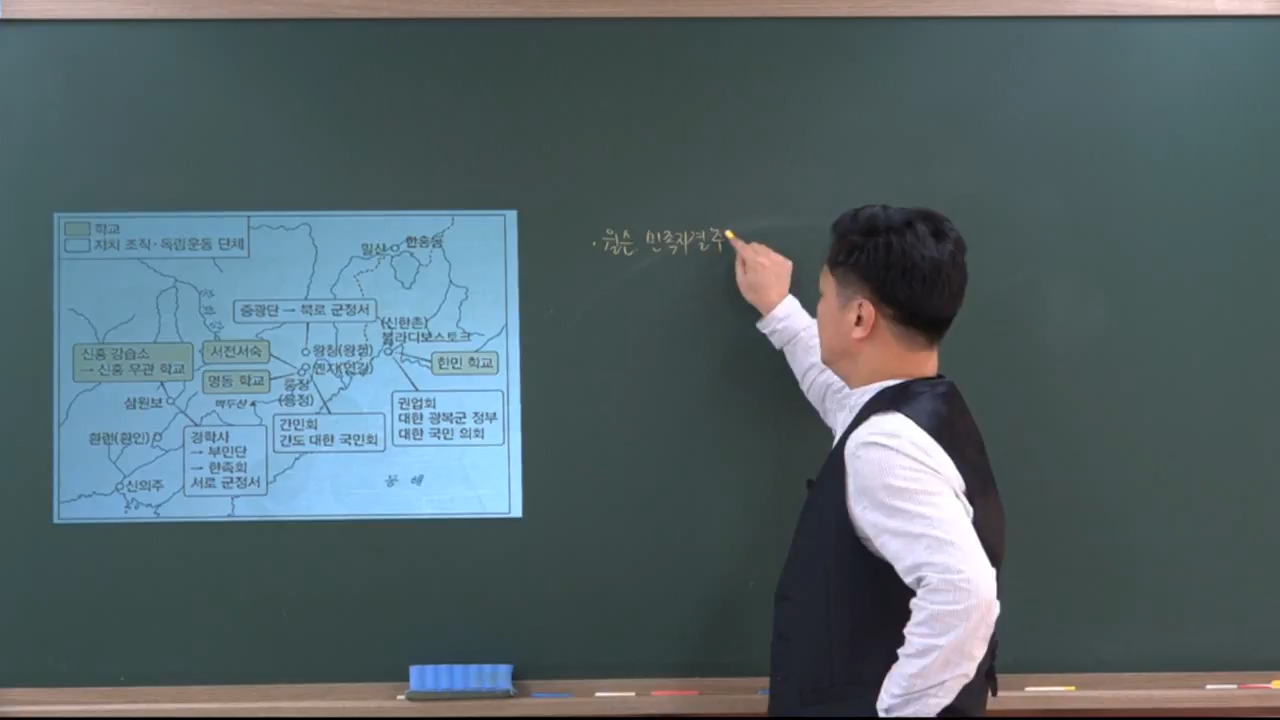 학교
자치 조직·독립운동 단체
밀산
한흥동
중광단 → 북로 군정서
(신한촌)
블라디보스토크
신흥 강습소
→ 신흥 무관 학교
서전서숙
왕칭(왕청)
한민 학교
명동 학교
옌지(연길)
룽징
(용정)
삼원보
백두산
권업회
대한 광복군 정부
대한 국민 의회
간민회
간도 대한 국민회
환런(환인)
경학사
→ 부민단
→ 한족회
서로 군정서
신의주
동 해
· 윌슨 민족자결주